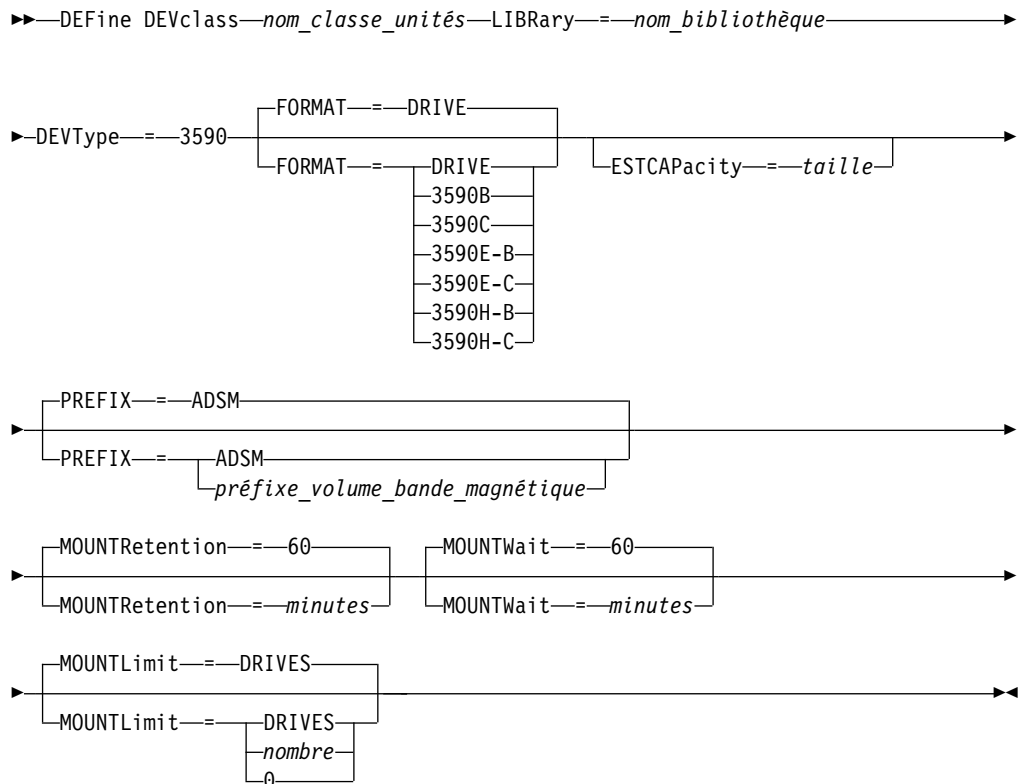 DEFine DEVclass nom_classe_unités LIBRary = nom_bibliothèque
FORMAT = DRIVE
DEVType = 3590
FORMAT = DRIVE
ESTCAPacity = taille
3590B
3590C
3590E-B
3590E-C
3590H-B
3590H-C
PREFIX = ADSM
PREFIX = ADSM
préfixe_volume_bande_magnétique
MOUNTRetention = 60 MOUNTWait = 60
MOUNTRetention = minutes MOUNTWait = minutes
MOUNTLimit = DRIVES
MOUNTLimit = DRIVES
nombre
0